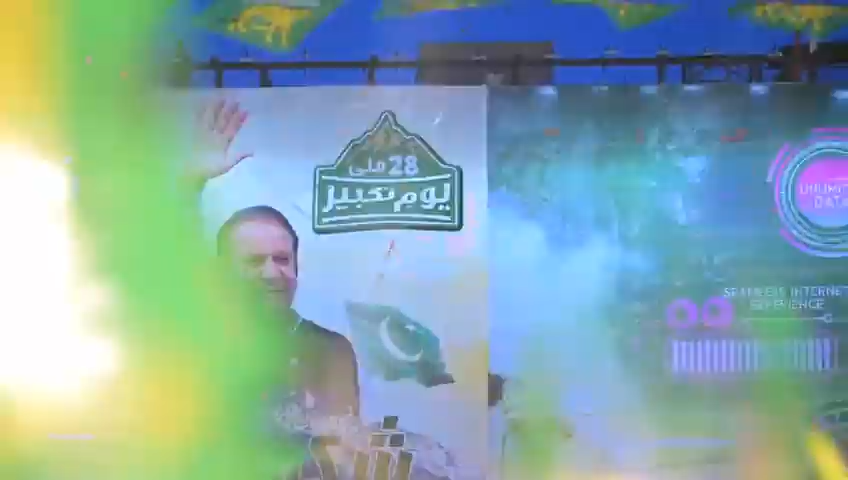 28 مئی
یومِ تکبیر
UNLIMITED
DATA
SEAMLESS INTERNET
EXPERIENCE